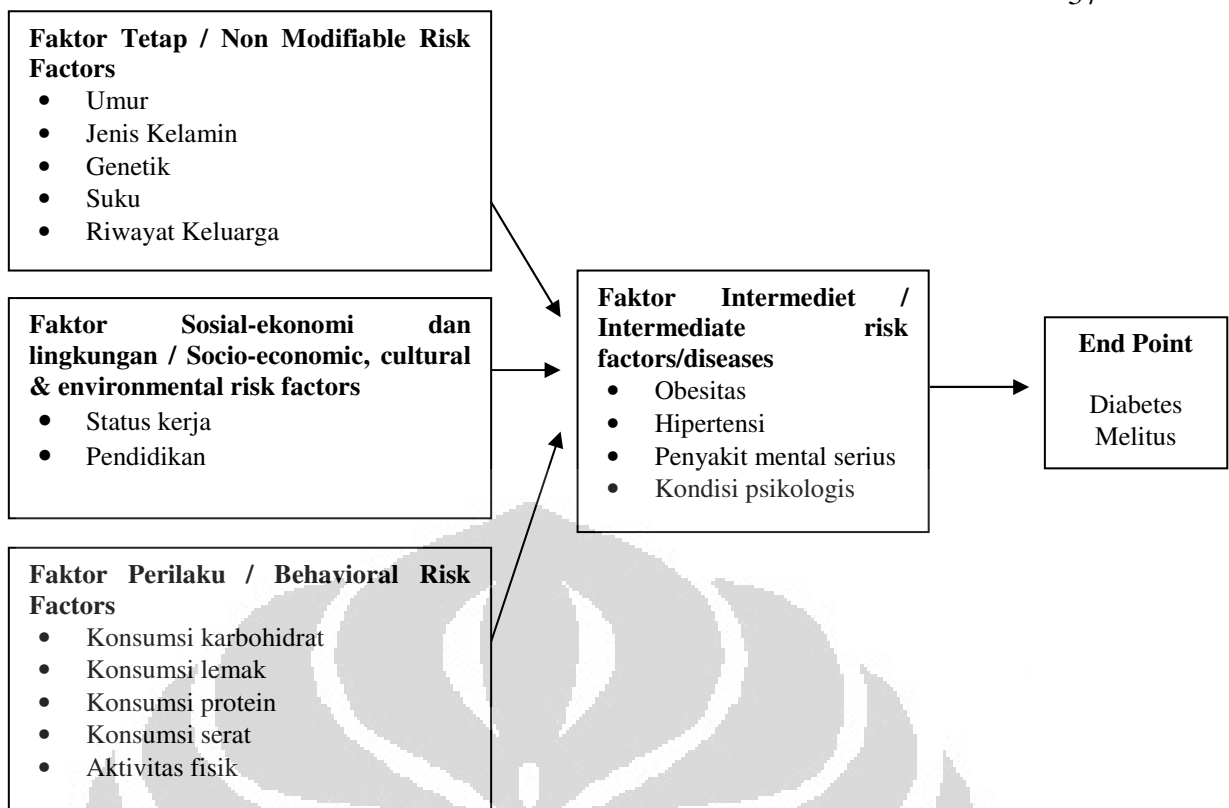 Faktor Tetap / Non Modifiable Risk
Factors
• Umur
• Jenis Kelamin
• Genetik
• Suku
• Riwayat Keluarga
Faktor Sosial-ekonomi dan
lingkungan / Socio-economic, cultural
& environmental risk factors
• Status kerja
• Pendidikan
Faktor Perilaku / Behavioral Risk
Factors
• Konsumsi karbohidrat
• Konsumsi lemak
• Konsumsi protein
• Konsumsi serat
• Aktivitas fisik
Faktor Intermediet /
Intermediate risk
factors/diseases
• Obesitas
• Hipertensi
• Penyakit mental serius
• Kondisi psikologis
End Point
Diabetes
Melitus